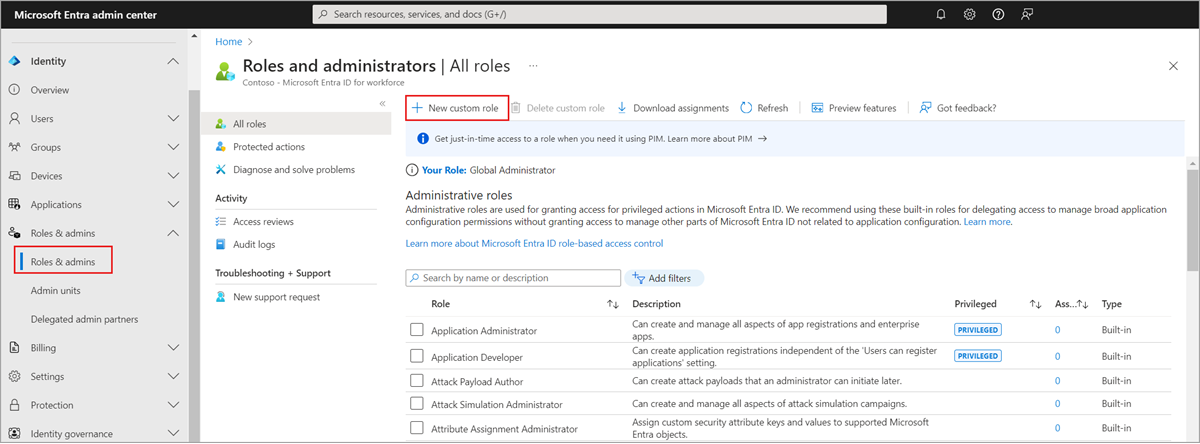 Microsoft Entra admin center
Search resources, services, and docs (G+/)
Identity
Overview
Users
Groups
Devices
Applications
Roles & admins
Roles & admins
Admin units
Delegated admin partners
Billing
Settings
Protection
Identity governance
Home >
Roles and administrators | All roles ...
Contoso - Microsoft Entra ID for workforce
«
All roles
Protected actions
Diagnose and solve problems
Activity
Access reviews
Audit logs
Troubleshooting + Support
New support request
+ New custom role Delete custom role Download assignments Refresh Preview features Got feedback?
Get just-in-time access to a role when you need it using PIM. Learn more about PIM →
Your Role: Global Administrator
Administrative roles
Administrative roles are used for granting access for privileged actions in Microsoft Entra ID. We recommend using these built-in roles for delegating access to manage broad application
configuration permissions without granting access to manage other parts of Microsoft Entra ID not related to application configuration. Learn more.
Learn more about Microsoft Entra ID role-based access control
Search by name or description Add filters
Role Description Privileged Ass... Type
Application Administrator Can create and manage all aspects of app registrations and enterprise apps. PRIVILEGED 0 Built-in
Application Developer Can create application registrations independent of the 'Users can register applications' setting. PRIVILEGED 0 Built-in
Attack Payload Author Can create attack payloads that an administrator can initiate later. 0 Built-in
Attack Simulation Administrator Can create and manage all aspects of attack simulation campaigns. 0 Built-in
Attribute Assignment Administrator Assign custom security attribute keys and values to supported Microsoft Entra objects. 0 Built-in